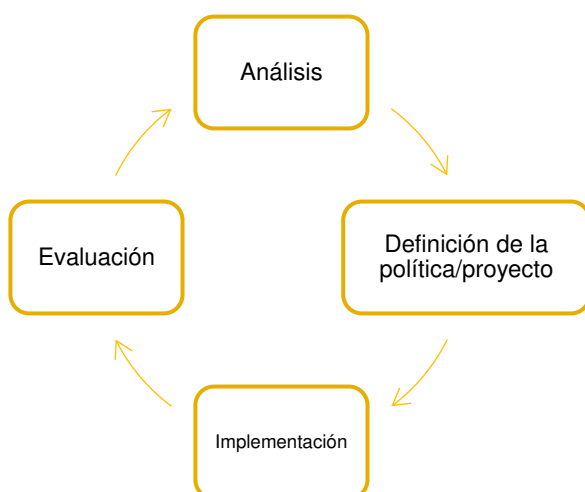 Análisis
Definición de la
política/proyecto
Implementación
Evaluación